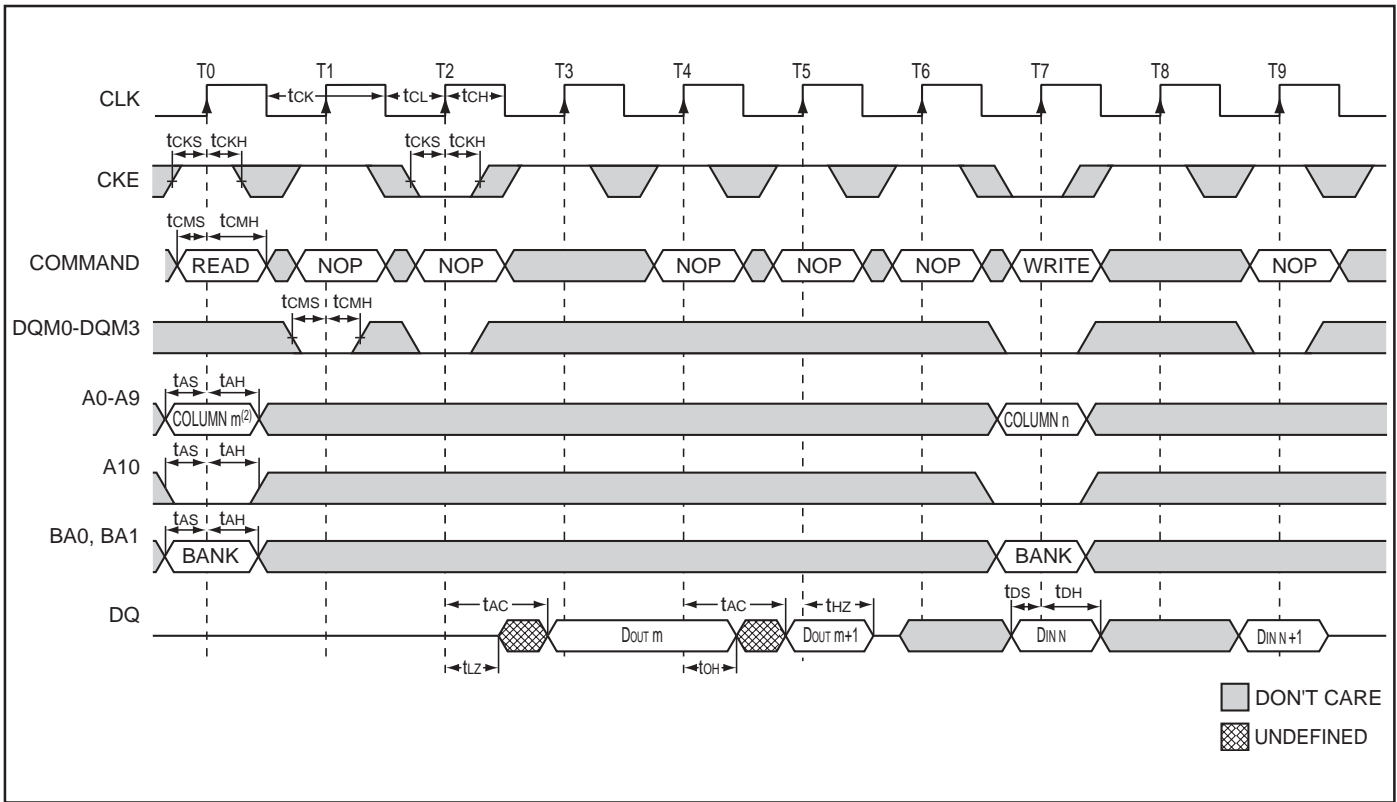 T0 T1 T2 T3 T4 T5 T6 T7 T8 T9
CLK
tCK tCL tCH
tCKS tCKH tCKS tCKH
CKE
tCMS tCMH
COMMAND READ NOP NOP NOP NOP NOP WRITE NOP
tCMS tCMH
DQM0-DQM3
tAS tAH
A0-A9 COLUMN m(2) COLUMN n
tAS tAH
A10
tAS tAH
BA0, BA1 BANK BANK
tAC tAC tHZ tDS tDH
DQ DOUT m DOUT m+1 DIN N DIN N+1
tLZ tOH
DON'T CARE
UNDEFINED